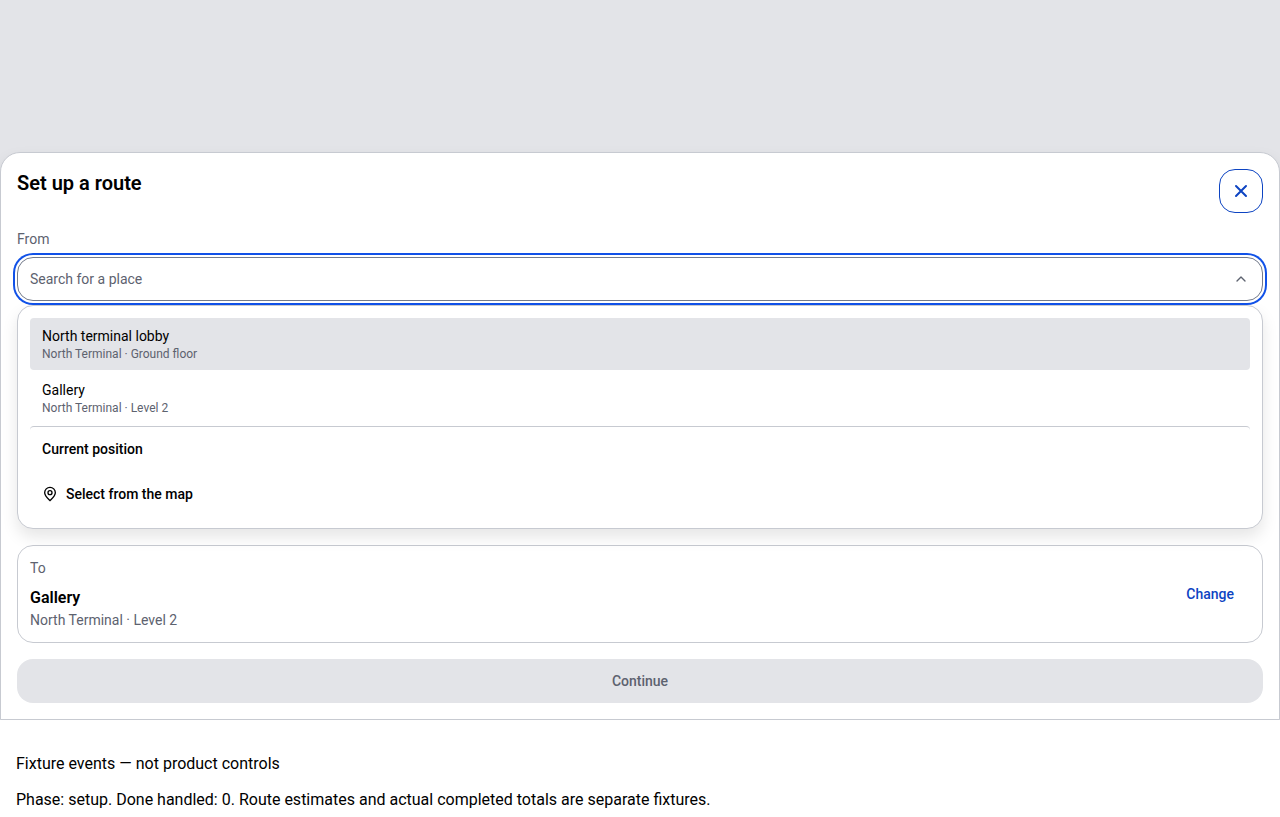 Set up a route
From
Search for a place
North terminal lobby
North Terminal · Ground floor
Gallery
North Terminal · Level 2
Current position
Select from the map
To
Gallery
North Terminal · Level 2
Change
Continue
Fixture events — not product controls
Phase: setup. Done handled: 0. Route estimates and actual completed totals are separate fixtures.